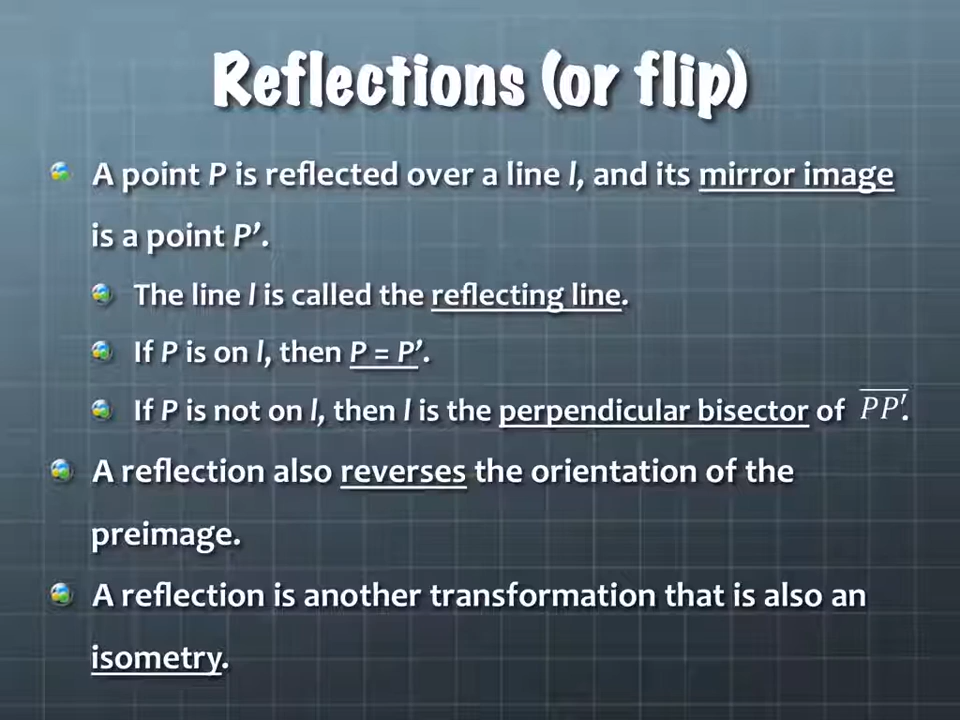 Reflections (or flip)
A point P is reflected over a line l, and its mirror image
is a point P’.
The line l is called the reflecting line.
If P is on l, then P = P’.
If P is not on l, then l is the perpendicular bisector of P̅P̅′̅.
A reflection also reverses the orientation of the
preimage.
A reflection is another transformation that is also an
isometry.